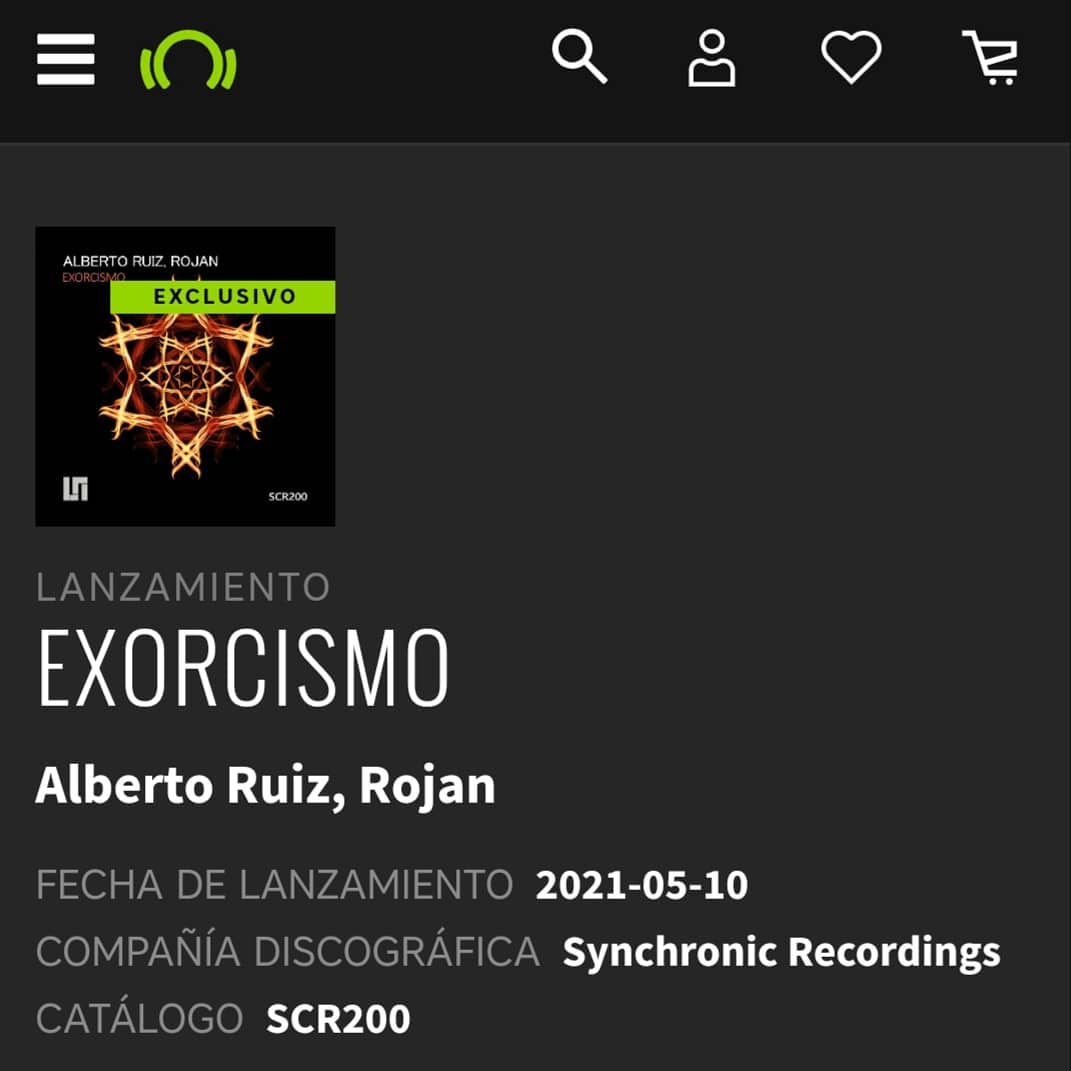 ALBERTO RUIZ, ROJAN
EXORCISMO
EXCLUSIVO
SCR200
LANZAMIENTO
EXORCISMO
Alberto Ruiz, Rojan
FECHA DE LANZAMIENTO 2021-05-10
COMPAÑÍA DISCOGRÁFICA Synchronic Recordings
CATÁLOGO SCR200